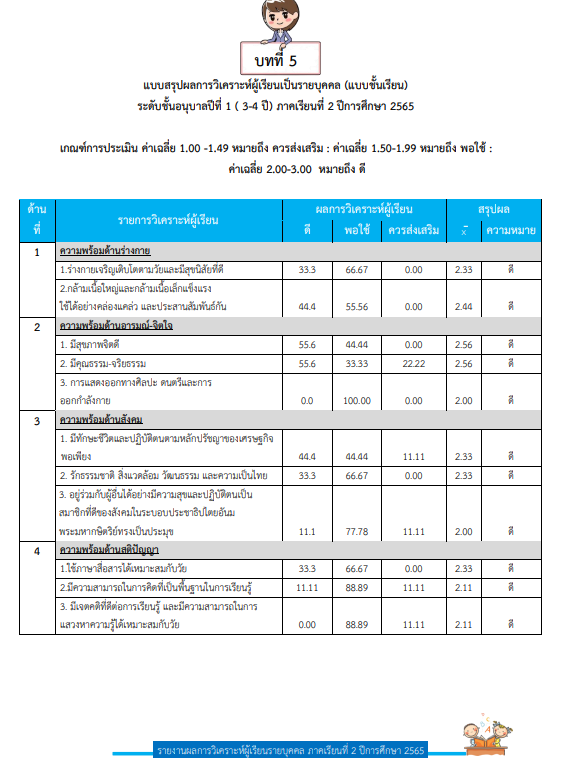 บทที่ 5
แบบสรุปผลการวิเคราะห์ผู้เรียนเป็นรายบุคคล (แบบชั้นเรียน)
ระดับชั้นอนุบาลปีที่ 1 ( 3-4 ปี) ภาคเรียนที่ 2 ปีการศึกษา 2565
เกณฑ์การประเมิน ค่าเฉลี่ย 1.00 -1.49 หมายถึง ควรส่งเสริม : ค่าเฉลี่ย 1.50-1.99 หมายถึง พอใช้ :
ค่าเฉลี่ย 2.00-3.00 หมายถึง ดี
ด้านที่ รายการวิเคราะห์ผู้เรียน ผลการวิเคราะห์ผู้เรียน สรุปผล
ดี พอใช้ ควรส่งเสริม x̄ ความหมาย
1 ความพร้อมด้านร่างกาย
1.ร่างกายเจริญเติบโตตามวัยและมีสุขนิสัยที่ดี 33.3 66.67 0.00 2.33 ดี
2.กล้ามเนื้อใหญ่และกล้ามเนื้อเล็กแข็งแรง
ใช้ได้อย่างคล่องแคล่ว และประสานสัมพันธ์กัน 44.4 55.56 0.00 2.44 ดี
2 ความพร้อมด้านอารมณ์-จิตใจ
1. มีสุขภาพจิตดี 55.6 44.44 0.00 2.56 ดี
2. มีคุณธรรม-จริยธรรม 55.6 33.33 22.22 2.56 ดี
3. การแสดงออกทางศิลปะ ดนตรีและการ
ออกกำลังกาย 0.0 100.00 0.00 2.00 ดี
3 ความพร้อมด้านสังคม
1. มีทักษะชีวิตและปฏิบัติตนตามหลักปรัชญาของเศรษฐกิจ
พอเพียง 44.4 44.44 11.11 2.33 ดี
2. รักธรรมชาติ สิ่งแวดล้อม วัฒนธรรม และความเป็นไทย 33.3 66.67 0.00 2.33 ดี
3. อยู่ร่วมกับผู้อื่นได้อย่างมีความสุขและปฏิบัติตนเป็น
สมาชิกที่ดีของสังคมในระบอบประชาธิปไตยอันม
พระมหากษัตริย์ทรงเป็นประมุข 11.1 77.78 11.11 2.00 ดี
4 ความพร้อมด้านสติปัญญา
1.ใช้ภาษาสื่อสารได้เหมาะสมกับวัย 33.3 66.67 0.00 2.33 ดี
2.มีความสามารถในการคิดที่เป็นพื้นฐานในการเรียนรู้ 11.11 88.89 11.11 2.11 ดี
3. มีเจตคติที่ดีต่อการเรียนรู้ และมีความสามารถในการ
แสวงหาความรู้ได้เหมาะสมกับวัย 0.00 88.89 11.11 2.11 ดี
รายงานผลการวิเคราะห์ผู้เรียนรายบุคคล ภาคเรียนที่ 2 ปีการศึกษา 2565